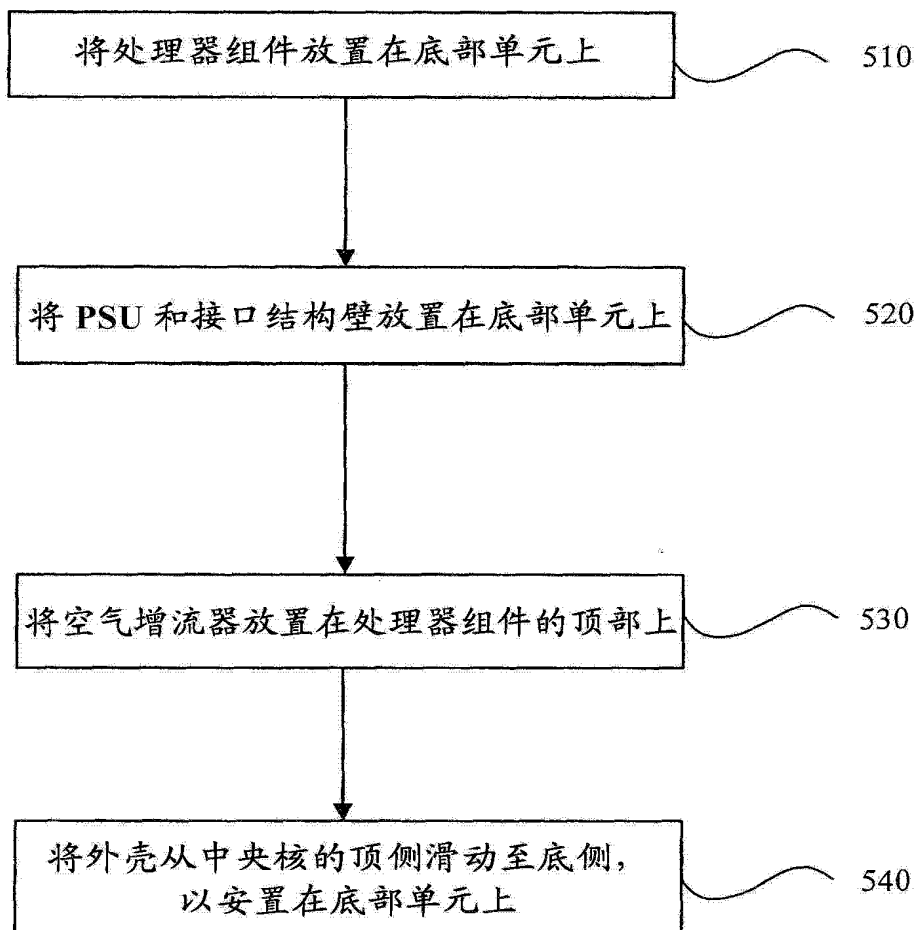 将处理器组件放置在底部单元上
510
将 PSU 和接口结构壁放置在底部单元上
520
将空气增流器放置在处理器组件的顶部上
530
将外壳从中央核的顶侧滑动至底侧,
以安置在底部单元上
540